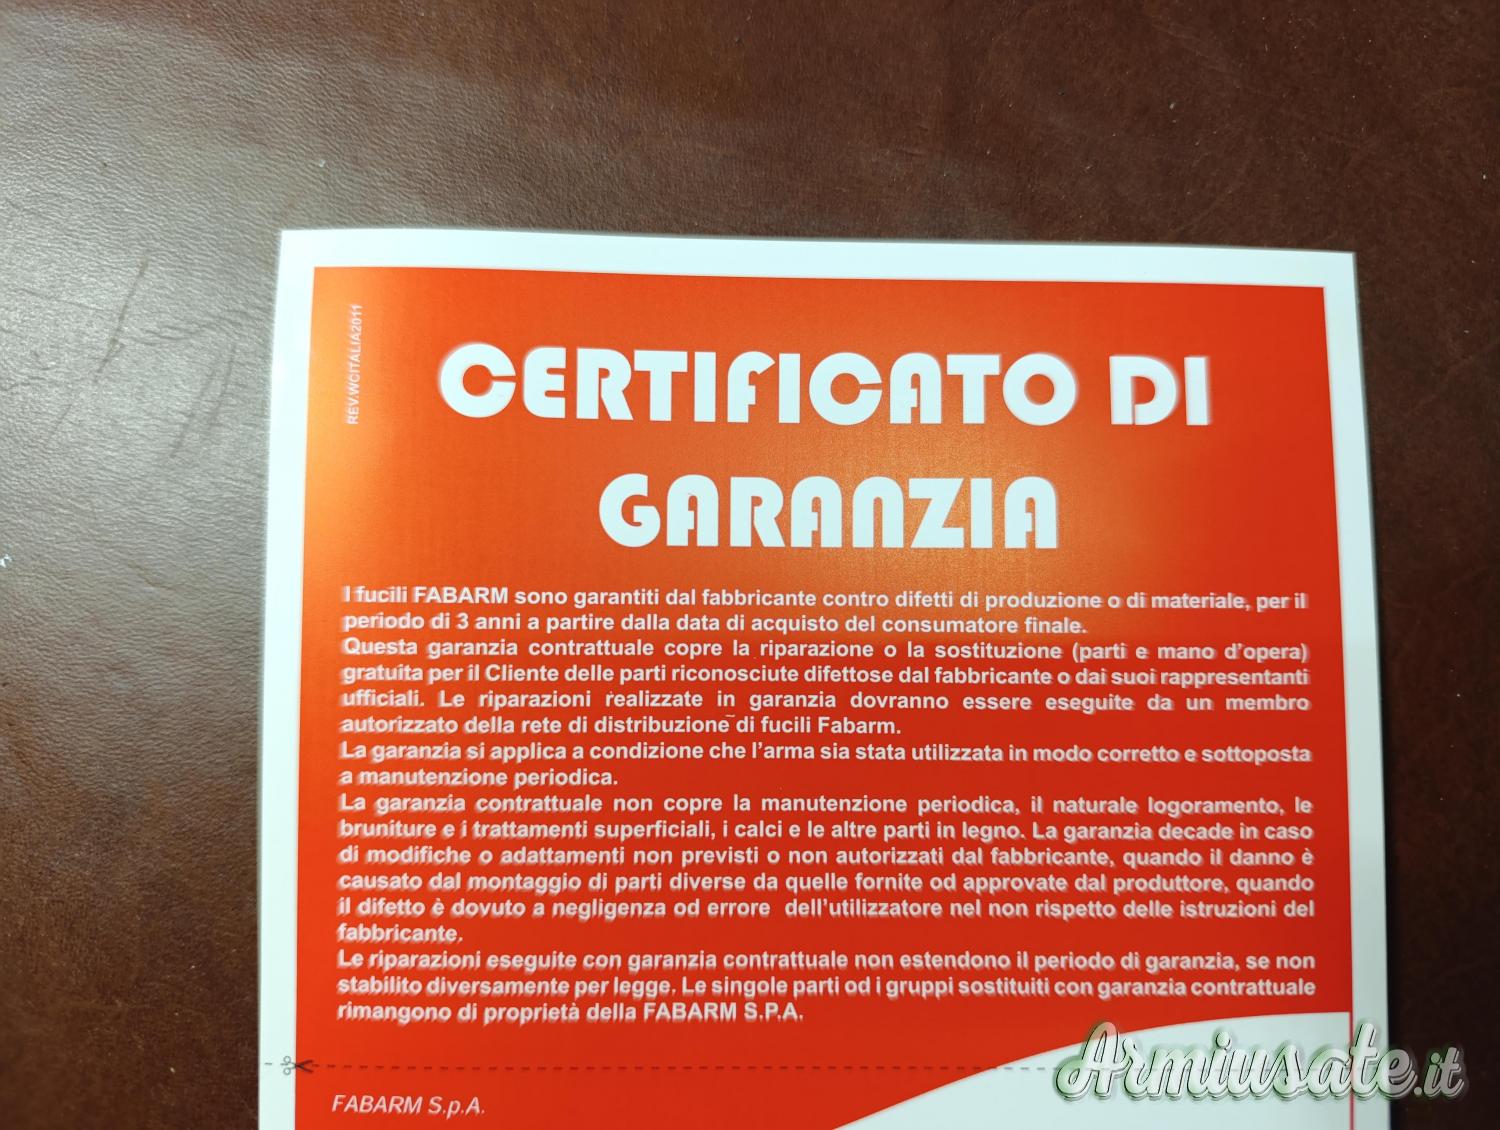 REV.WCITALIA2011
CERTIFICATO DI
GARANZIA
I fucili FABARM sono garantiti dal fabbricante contro difetti di produzione o di materiale, per il
periodo di 3 anni a partire dalla data di acquisto del consumatore finale.
Questa garanzia contrattuale copre la riparazione o la sostituzione (parti e mano d'opera)
gratuita per il Cliente delle parti riconosciute difettose dal fabbricante o dai suoi rappresentanti
ufficiali. Le riparazioni realizzate in garanzia dovranno essere eseguite da un membro
autorizzato della rete di distribuzione di fucili Fabarm.
La garanzia si applica a condizione che l'arma sia stata utilizzata in modo corretto e sottoposta
a manutenzione periodica.
La garanzia contrattuale non copre la manutenzione periodica, il naturale logoramento, le
bruniture e i trattamenti superficiali, i calci e le altre parti in legno. La garanzia decade in caso
di modifiche o adattamenti non previsti o non autorizzati dal fabbricante, quando il danno è
causato dal montaggio di parti diverse da quelle fornite od approvate dal produttore, quando
il difetto è dovuto a negligenza od errore dell'utilizzatore nel non rispetto delle istruzioni del
fabbricante.
Le riparazioni eseguite con garanzia contrattuale non estendono il periodo di garanzia, se non
stabilito diversamente per legge. Le singole parti od i gruppi sostituiti con garanzia contrattuale
rimangono di proprietà della FABARM S.P.A.
FABARM S.p.A.
Armiusate.it